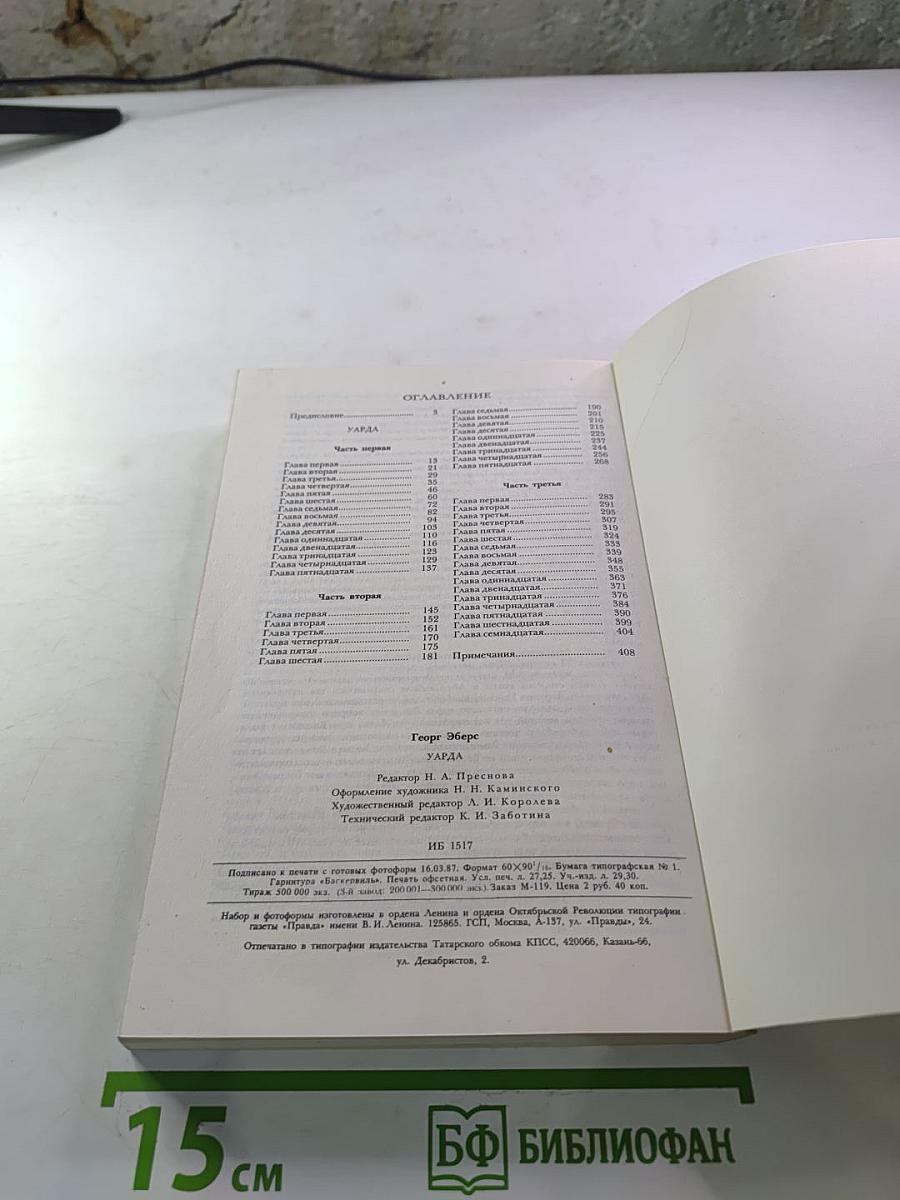 ОГЛАВЛЕНИЕ
Предисловие 3
УАРДА
Часть первая
Глава первая 13
Глава вторая 21
Глава третья 29
Глава четвертая 35
Глава пятая 46
Глава шестая 60
Глава седьмая 72
Глава восьмая 82
Глава девятая 94
Глава десятая 103
Глава одиннадцатая 110
Глава двенадцатая 116
Глава тринадцатая 123
Глава четырнадцатая 129
Глава пятнадцатая 137
Часть вторая
Глава первая 145
Глава вторая 152
Глава третья 161
Глава четвертая 170
Глава пятая 175
Глава шестая 181
Глава седьмая 190
Глава восьмая 201
Глава девятая 210
Глава десятая 215
Глава одиннадцатая 225
Глава двенадцатая 237
Глава тринадцатая 244
Глава четырнадцатая 256
Глава пятнадцатая 268
Часть третья
Глава первая 283
Глава вторая 291
Глава третья 295
Глава четвертая 307
Глава пятая 319
Глава шестая 324
Глава седьмая 333
Глава восьмая 339
Глава девятая 348
Глава десятая 355
Глава одиннадцатая 363
Глава двенадцатая 371
Глава тринадцатая 376
Глава четырнадцатая 384
Глава пятнадцатая 390
Глава шестнадцатая 399
Глава семнадцатая 404
Примечания 408
Георг Эберс
УАРДА
Редактор Н. А. Преснова
Оформление художника Н. Н. Каминского
Художественный редактор Л. И. Королева
Технический редактор К. И. Заботина
ИБ 1517
Подписано к печати с готовых фотоформ 16.03.87. Формат 60×90¹/₁₆. Бумага типографская № 1.
Гарнитура «Баскервиль». Печать офсетная. Усл. печ. л. 27,25. Уч.-изд. л. 29,30.
Тираж 500 000 экз. (3-й завод: 200 001—300 000 экз.). Заказ М-119. Цена 2 руб. 40 коп.
Набор и фотоформы изготовлены в ордена Ленина и ордена Октябрьской Революции типографии
газеты «Правда» имени В. И. Ленина. 125865. ГСП, Москва, А-137, ул. «Правды», 24.
Отпечатано в типографии издательства Татарского обкома КПСС, 420066, Казань-66,
ул. Декабристов, 2.
15 см
БФ БИБЛИОФАН